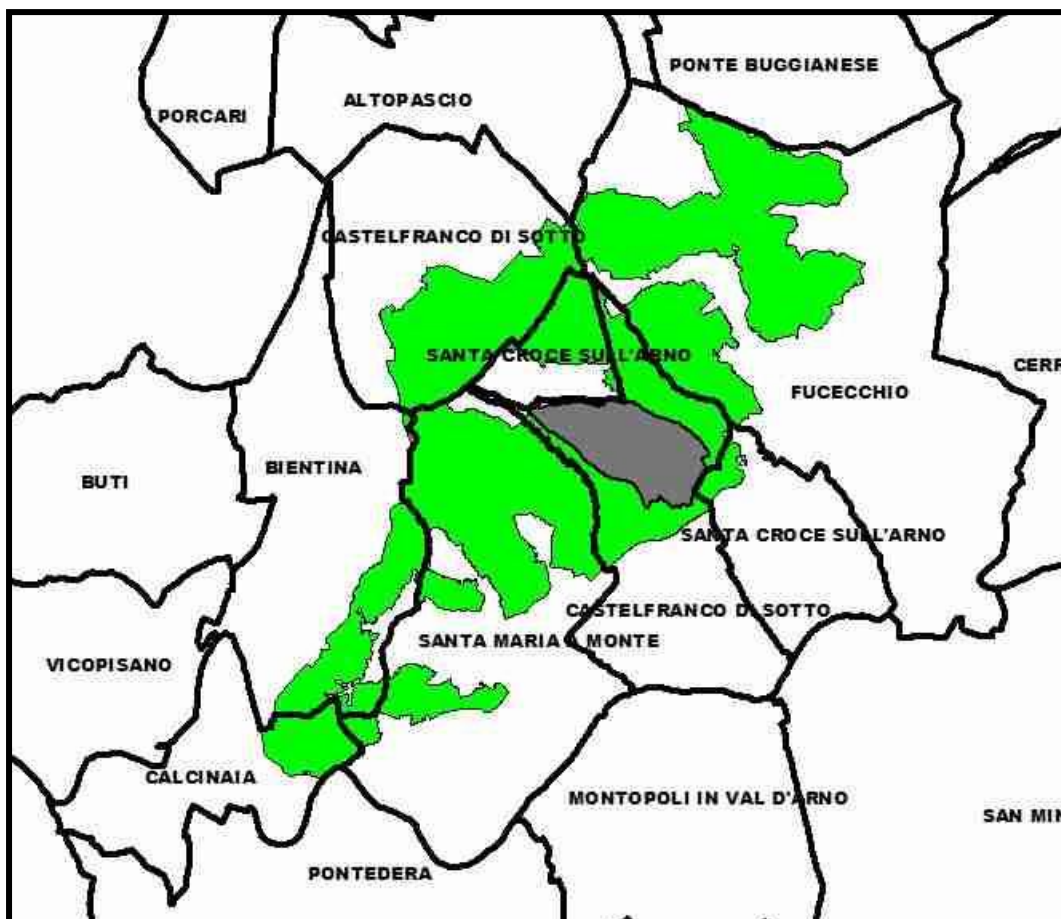 PONTE BUGGIANESE
ALTOPASCIO
PORCARI
CASTELFRANCO DI SOTTO
SANTA CROCE SULL'ARNO
CERR
FUCECCHIO
BIENTINA
BUTI
SANTA CROCE SULL'ARNO
CASTELFRANCO DI SOTTO
SANTA MARIA A MONTE
VICOPISANO
CALCINAIA
MONTOPOLI IN VAL D'ARNO
SAN MIN
PONTEDERA